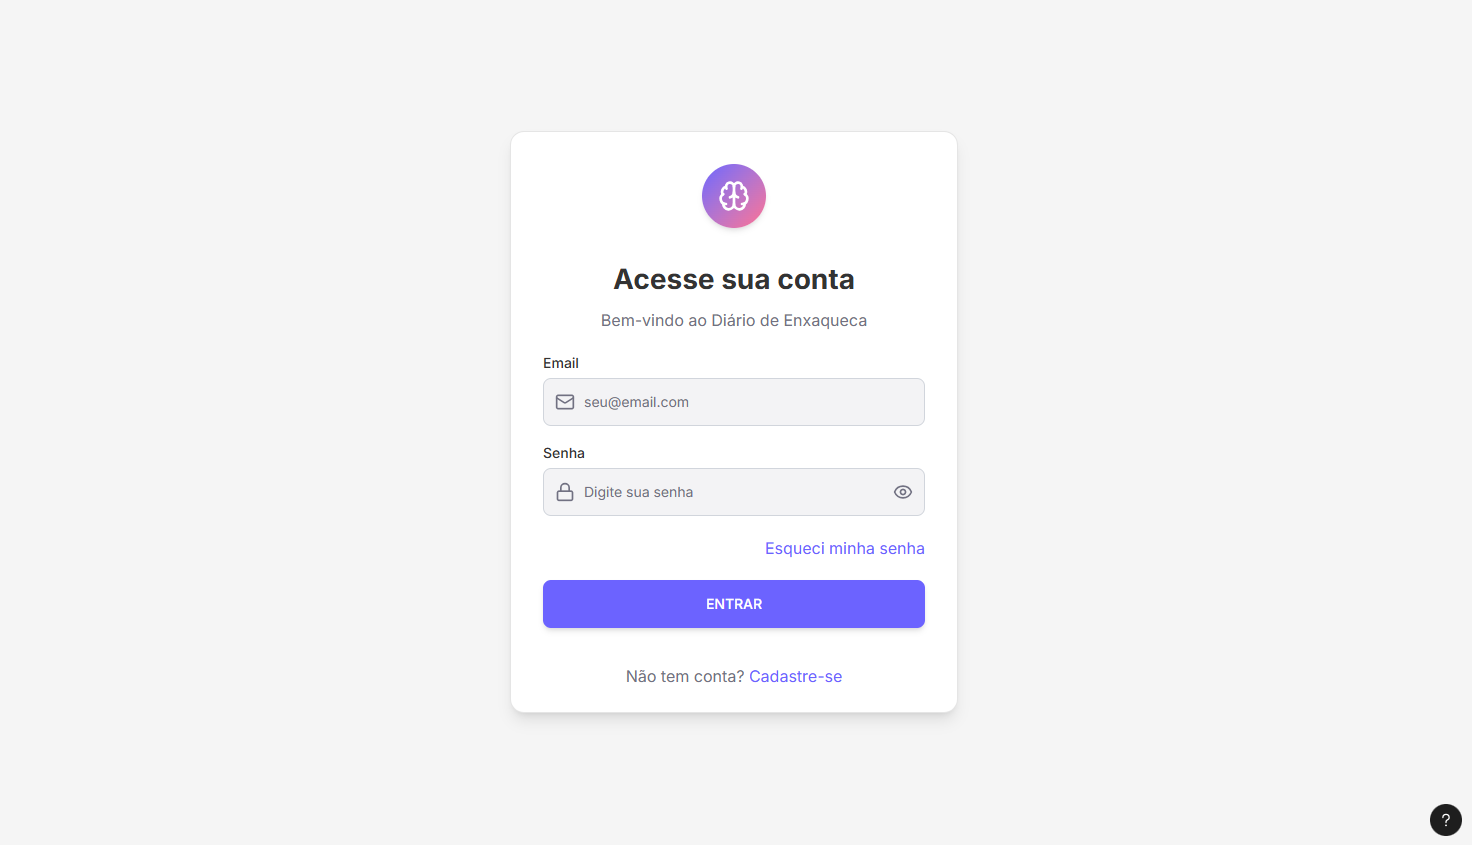 Acesse sua conta
Bem-vindo ao Diário de Enxaqueca
Email
seu@email.com
Senha
Digite sua senha
Esqueci minha senha
ENTRAR
Não tem conta? Cadastre-se
?